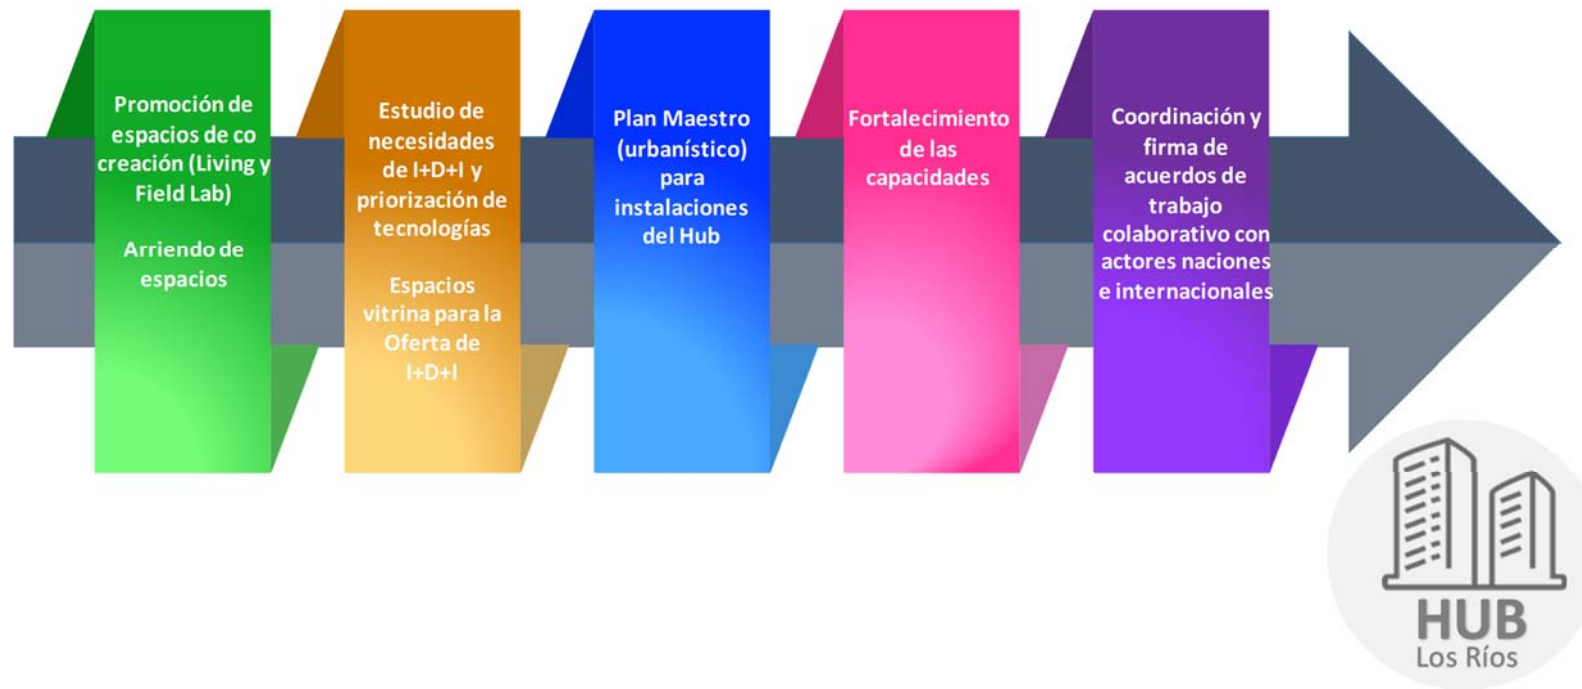 Promoción de
espacios de co
creación (Living y
Field Lab)
Arriendo de
espacios
Estudio de
necesidades
de I+D+I y
priorización de
tecnologías
Espacios
vitrina para la
Oferta de
I+D+I
Plan Maestro
(urbanístico)
para
instalaciones
del Hub
Fortalecimiento
de las
capacidades
Coordinación y
firma de
acuerdos de
trabajo
colaborativo con
actores naciones
e internacionales
HUB
Los Ríos